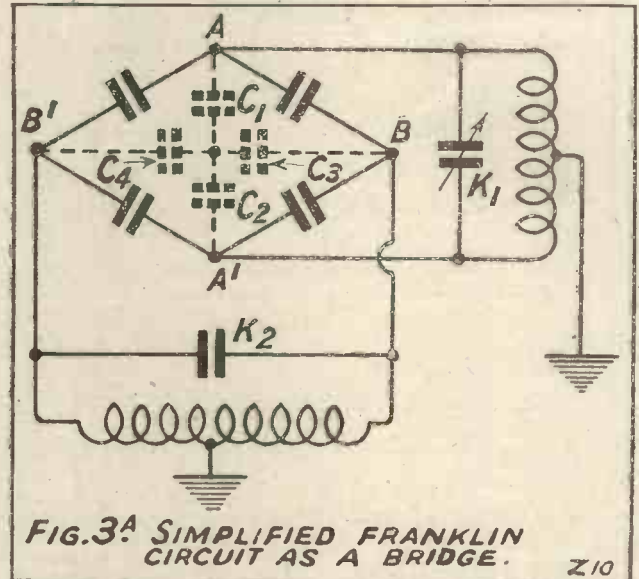 A
C1
B'
B
C4
C3
K1
C2
A'
K2
FIG. 3A. SIMPLIFIED FRANKLIN
CIRCUIT AS A BRIDGE.
Z10